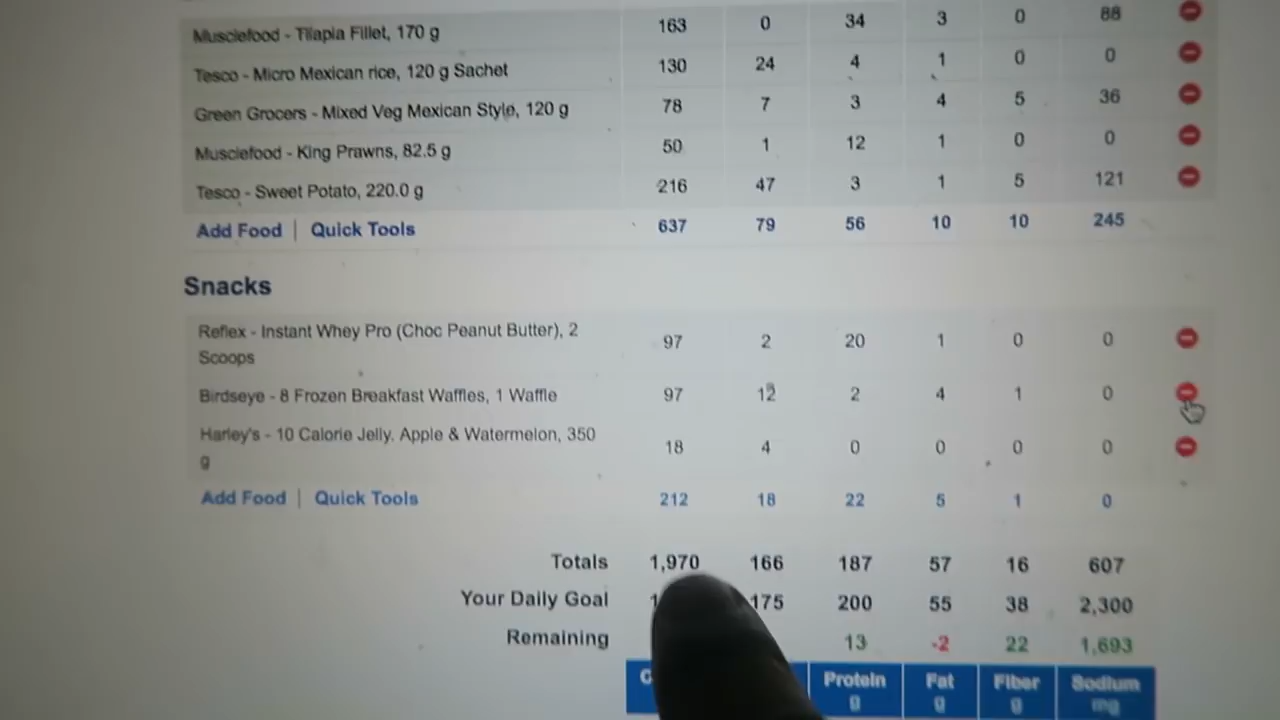 Musclefood - Tilapia Fillet, 170 g 163 0 34 3 0 88
Tesco - Micro Mexican rice, 120 g Sachet 130 24 4 1 0 0
Green Grocers - Mixed Veg Mexican Style, 120 g 78 7 3 4 5 36
Musclefood - King Prawns, 82.5 g 50 1 12 1 0 0
Tesco - Sweet Potato, 220.0 g 216 47 3 1 5 121
Add Food | Quick Tools 637 79 56 10 10 245
Snacks
Reflex - Instant Whey Pro (Choc Peanut Butter), 2
Scoops 97 2 20 1 0 0
Birdseye - 8 Frozen Breakfast Waffles, 1 Waffle 97 12 2 4 1 0
Harley's - 10 Calorie Jelly. Apple & Watermelon, 350
g 18 4 0 0 0 0
Add Food | Quick Tools 212 18 22 5 1 0
Totals 1,970 166 187 57 16 607
Your Daily Goal 175 200 55 38 2,300
Remaining 13 -2 22 1,693
Protein Fat Fiber Sodium
g g g mg